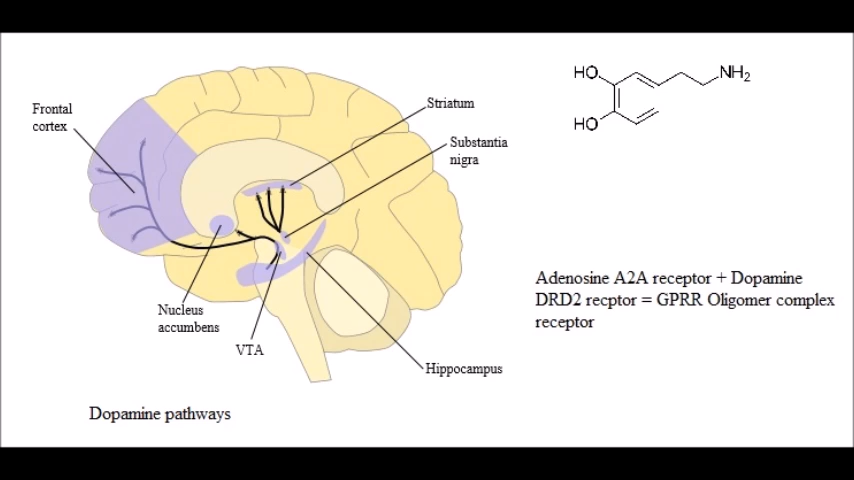 Frontal
cortex
Striatum
Substantia
nigra
Nucleus
accumbens
VTA
Hippocampus
Dopamine pathways
HO
NH2
HO
Adenosine A2A receptor + Dopamine
DRD2 recptor = GPRR Oligomer complex
receptor